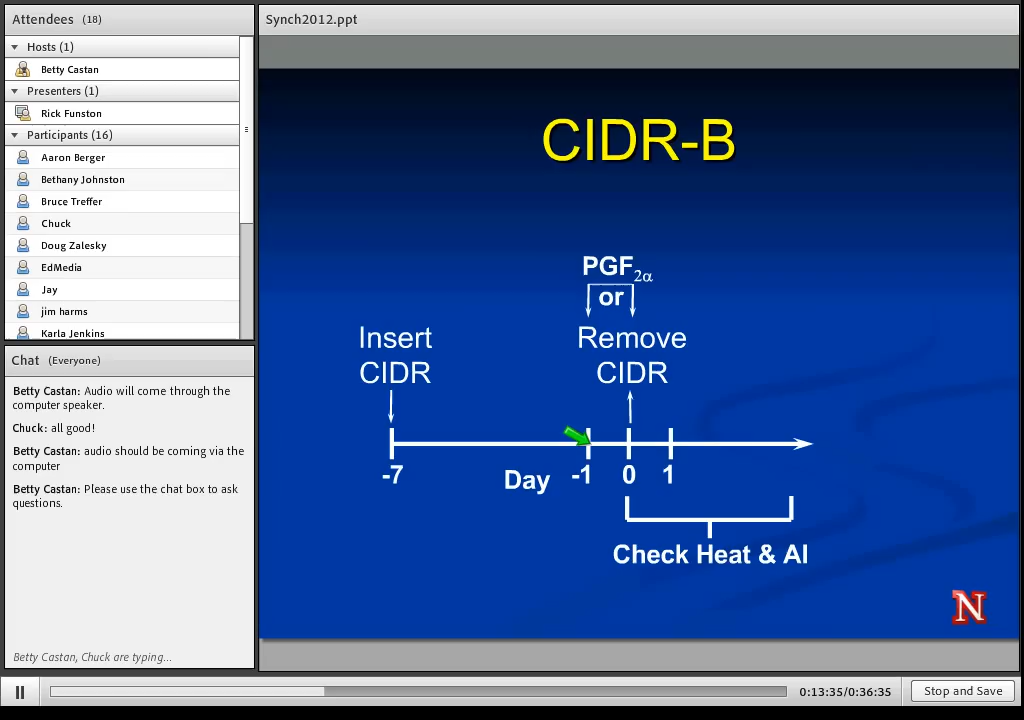 Attendees (18)
Hosts (1)
Betty Castan
Presenters (1)
Rick Funston
Participants (16)
Aaron Berger
Bethany Johnston
Bruce Treffer
Chuck
Doug Zalesky
EdMedia
Jay
jim harms
Karla Jenkins
Chat (Everyone)
Betty Castan: Audio will come through the
computer speaker.
Chuck: all good!
Betty Castan: audio should be coming via the
computer
Betty Castan: Please use the chat box to ask
questions.
Betty Castan, Chuck are typing...
Synch2012.ppt
CIDR-B
PGF2α
or
Insert
CIDR
Remove
CIDR
-7
Day
-1
0
1
Check Heat & AI
N
0:13:35/0:36:35
Stop and Save